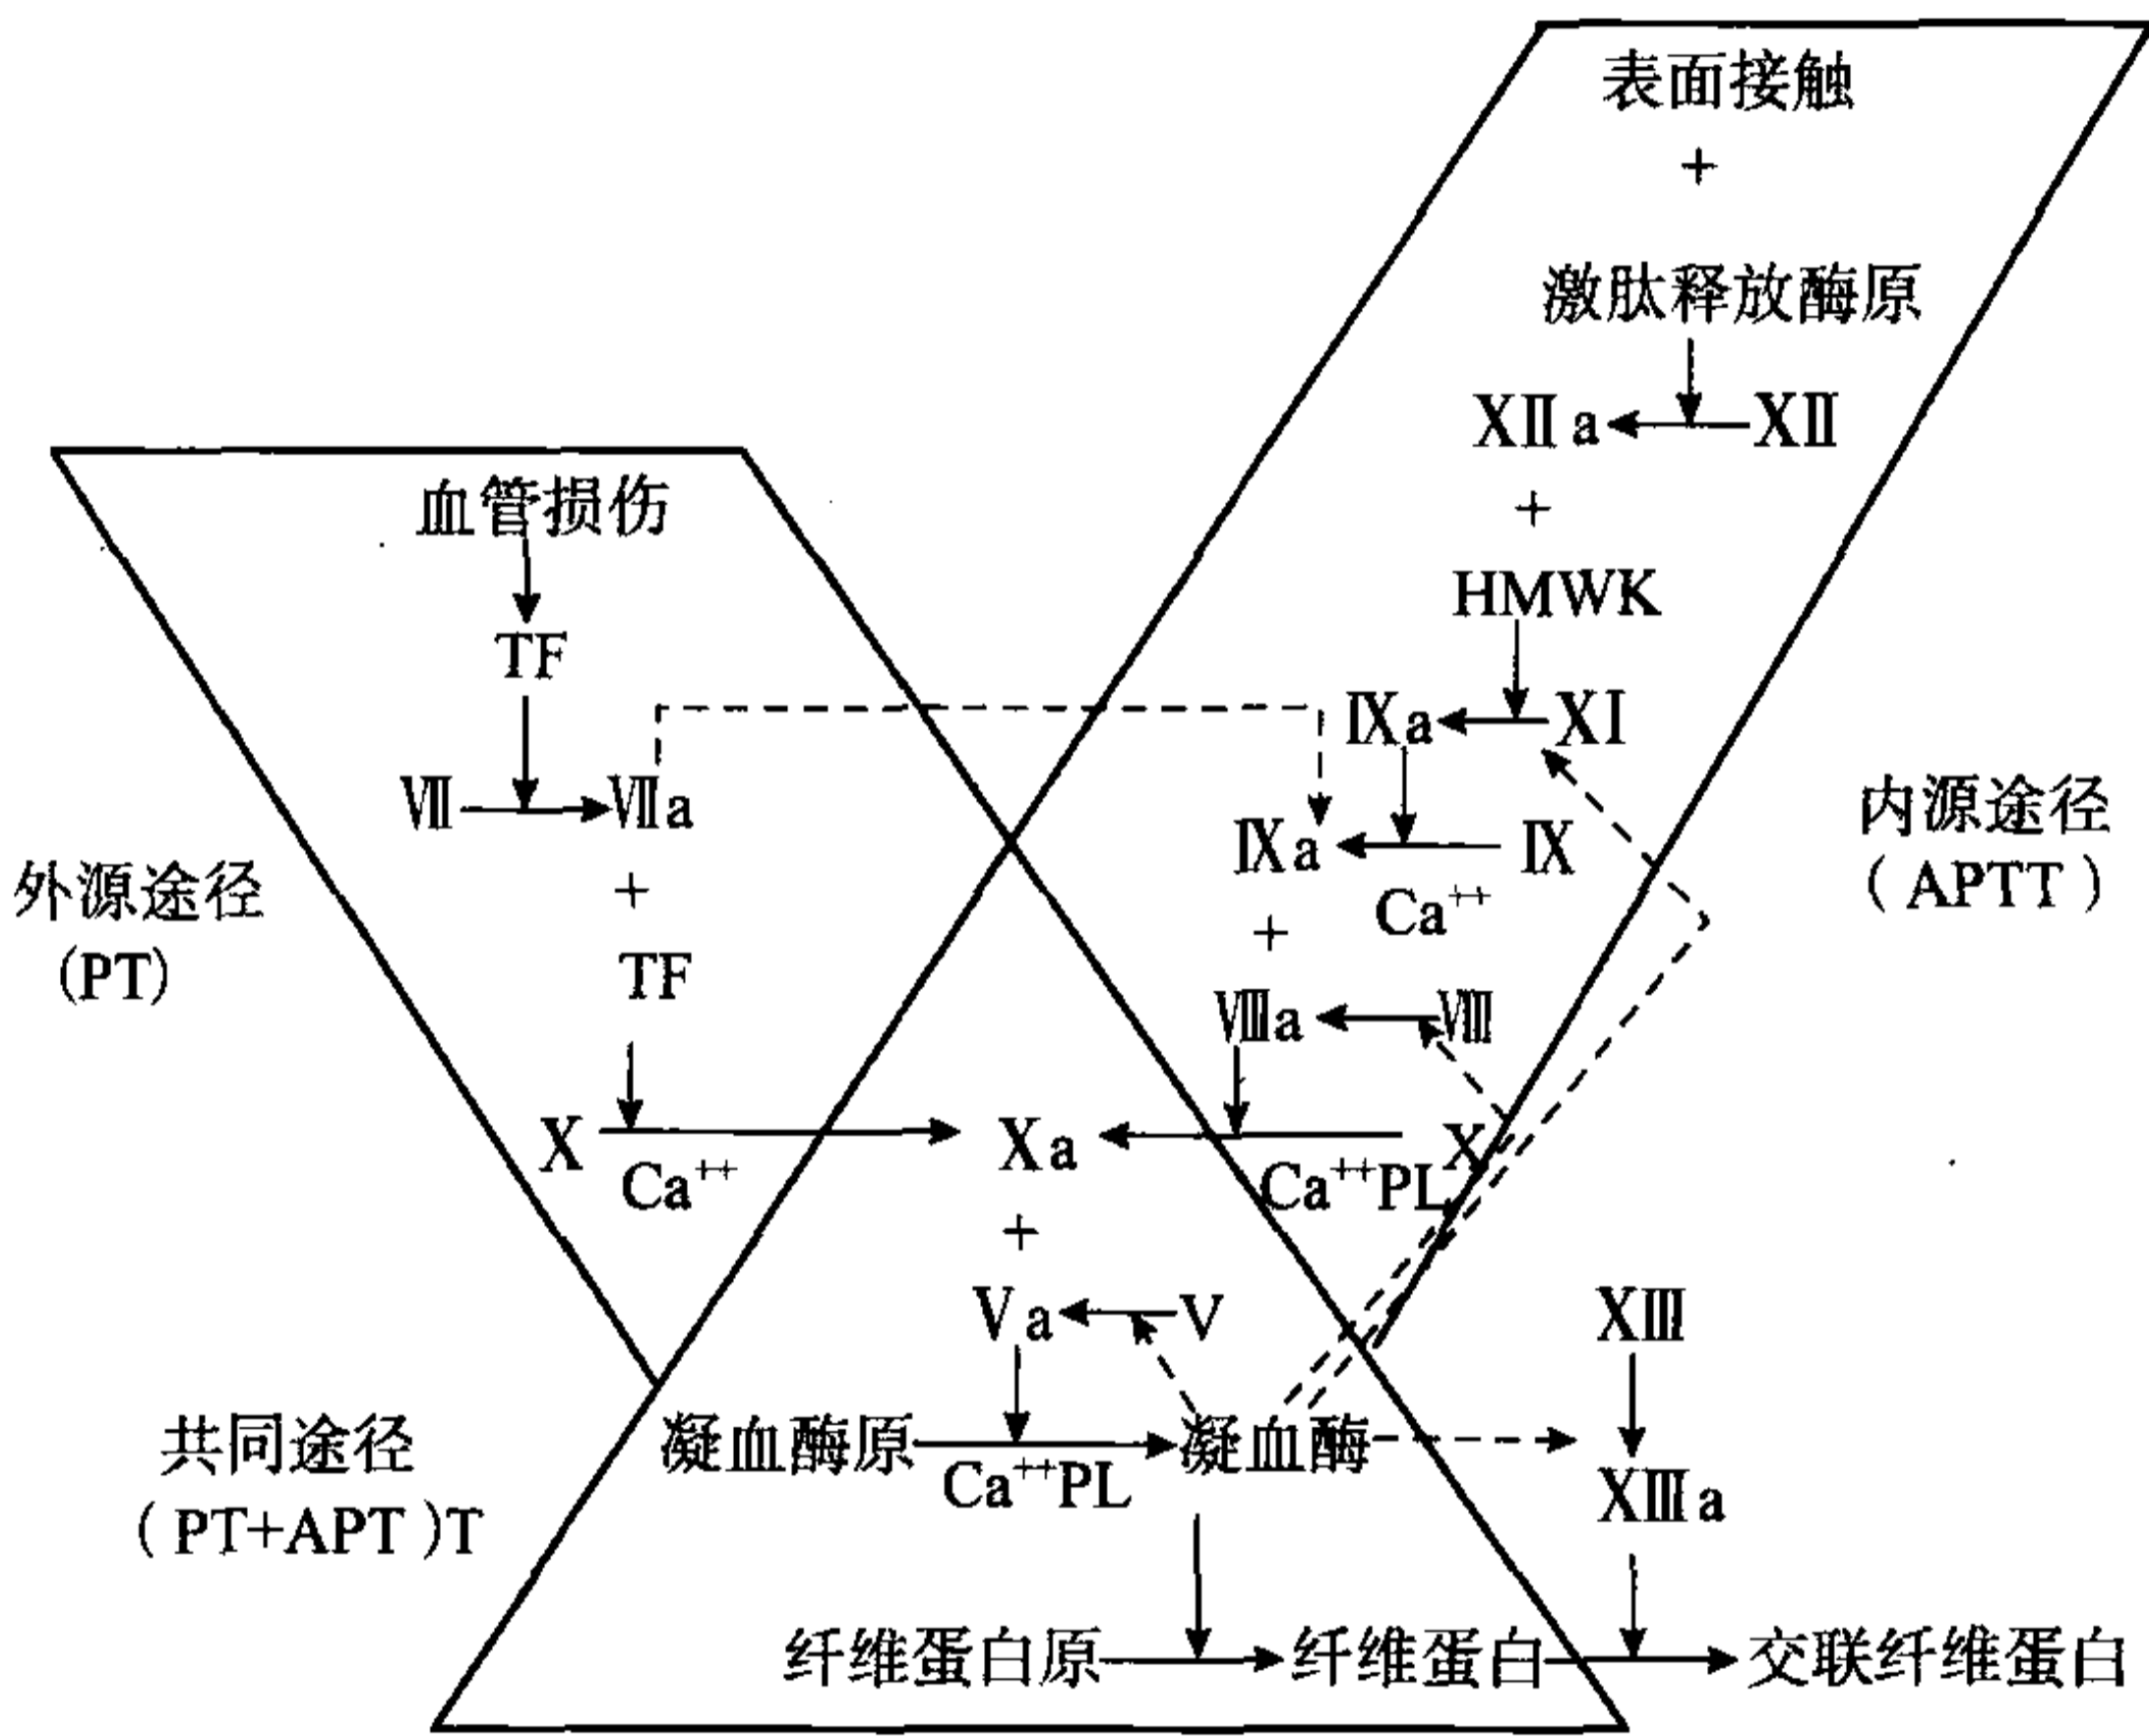 表面接触
+
激肽释放酶原
XIIa XII
+
HMWK
IXa XI
IXa IX
Ca++
+
VIIIa VIII
X
Ca++PL
内源途径
(APTT)
血管损伤
TF
VII VIIa
+
TF
X Xa
Ca++
外源途径
(PT)
+
Va V
凝血酶原 凝血酶
Ca++PL
共同途径
(PT+APT)T
XIII
XIIIa
纤维蛋白原 纤维蛋白 交联纤维蛋白